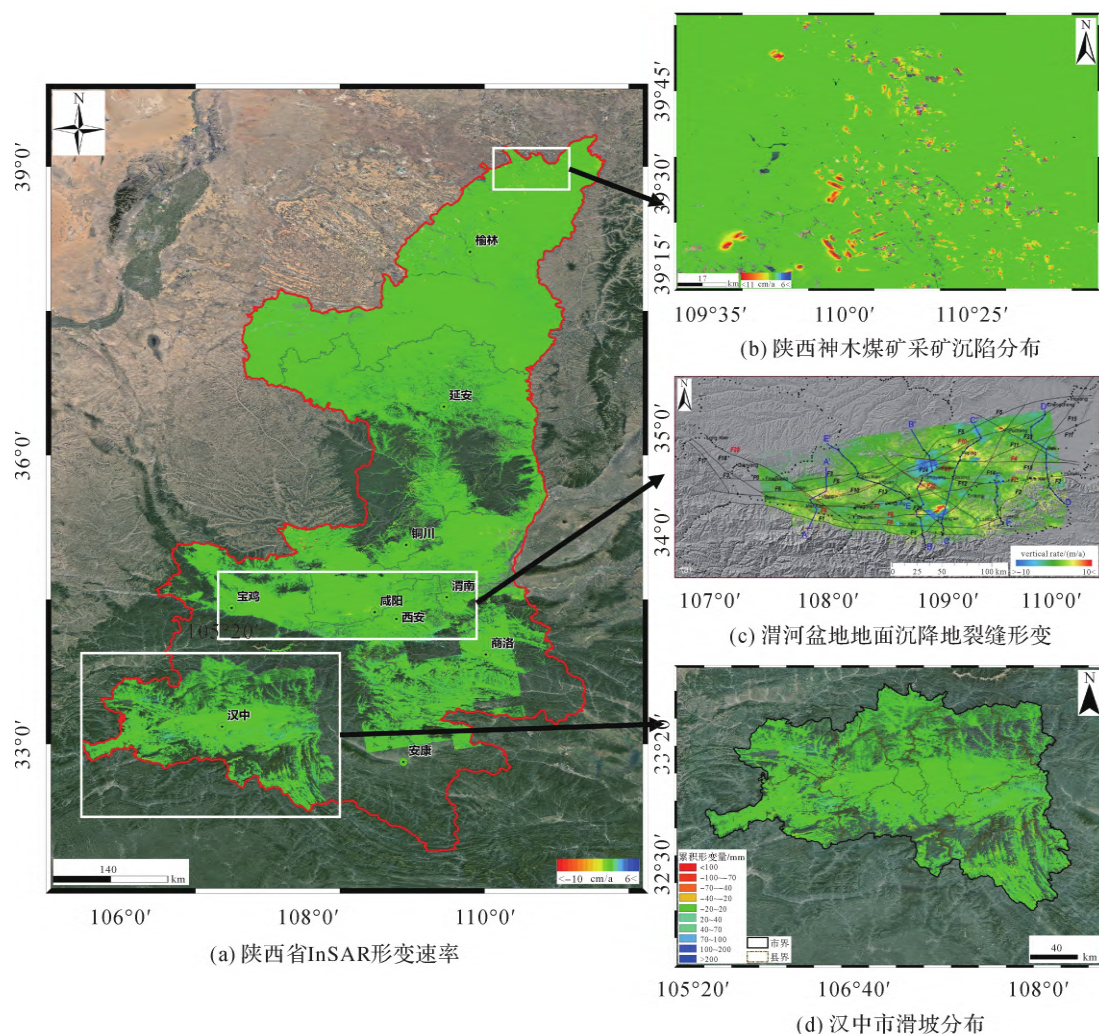 N
39°0′
36°0′
33°0′
榆林
延安
铜川
宝鸡
咸阳
渭南
西安
105°20
商洛
汉中
安康
140
km
<-10 cm/a 6<
106°0′
108°0′
110°0′
(a) 陕西省InSAR形变速率
N
39°45′
39°30′
39°15′
17
km
<11 cm/a 6<
109°35′
110°0′
110°25′
(b) 陕西神木煤矿采矿沉陷分布
N
35°0′
34°0′
0 25 50 100 km
vertical rate/(m/a)
>-10 10<
107°0′
108°0′
109°0′
110°0′
(c) 渭河盆地地面沉降地裂缝形变
N
33°20′
32°30′
累积形变量/mm
<100
-100~-70
-70~-40
-40~-20
-20~20
20~40
40~70
70~100
100~200
>200
市界
县界
40
km
105°20′
106°40′
108°0′
(d) 汉中市滑坡分布